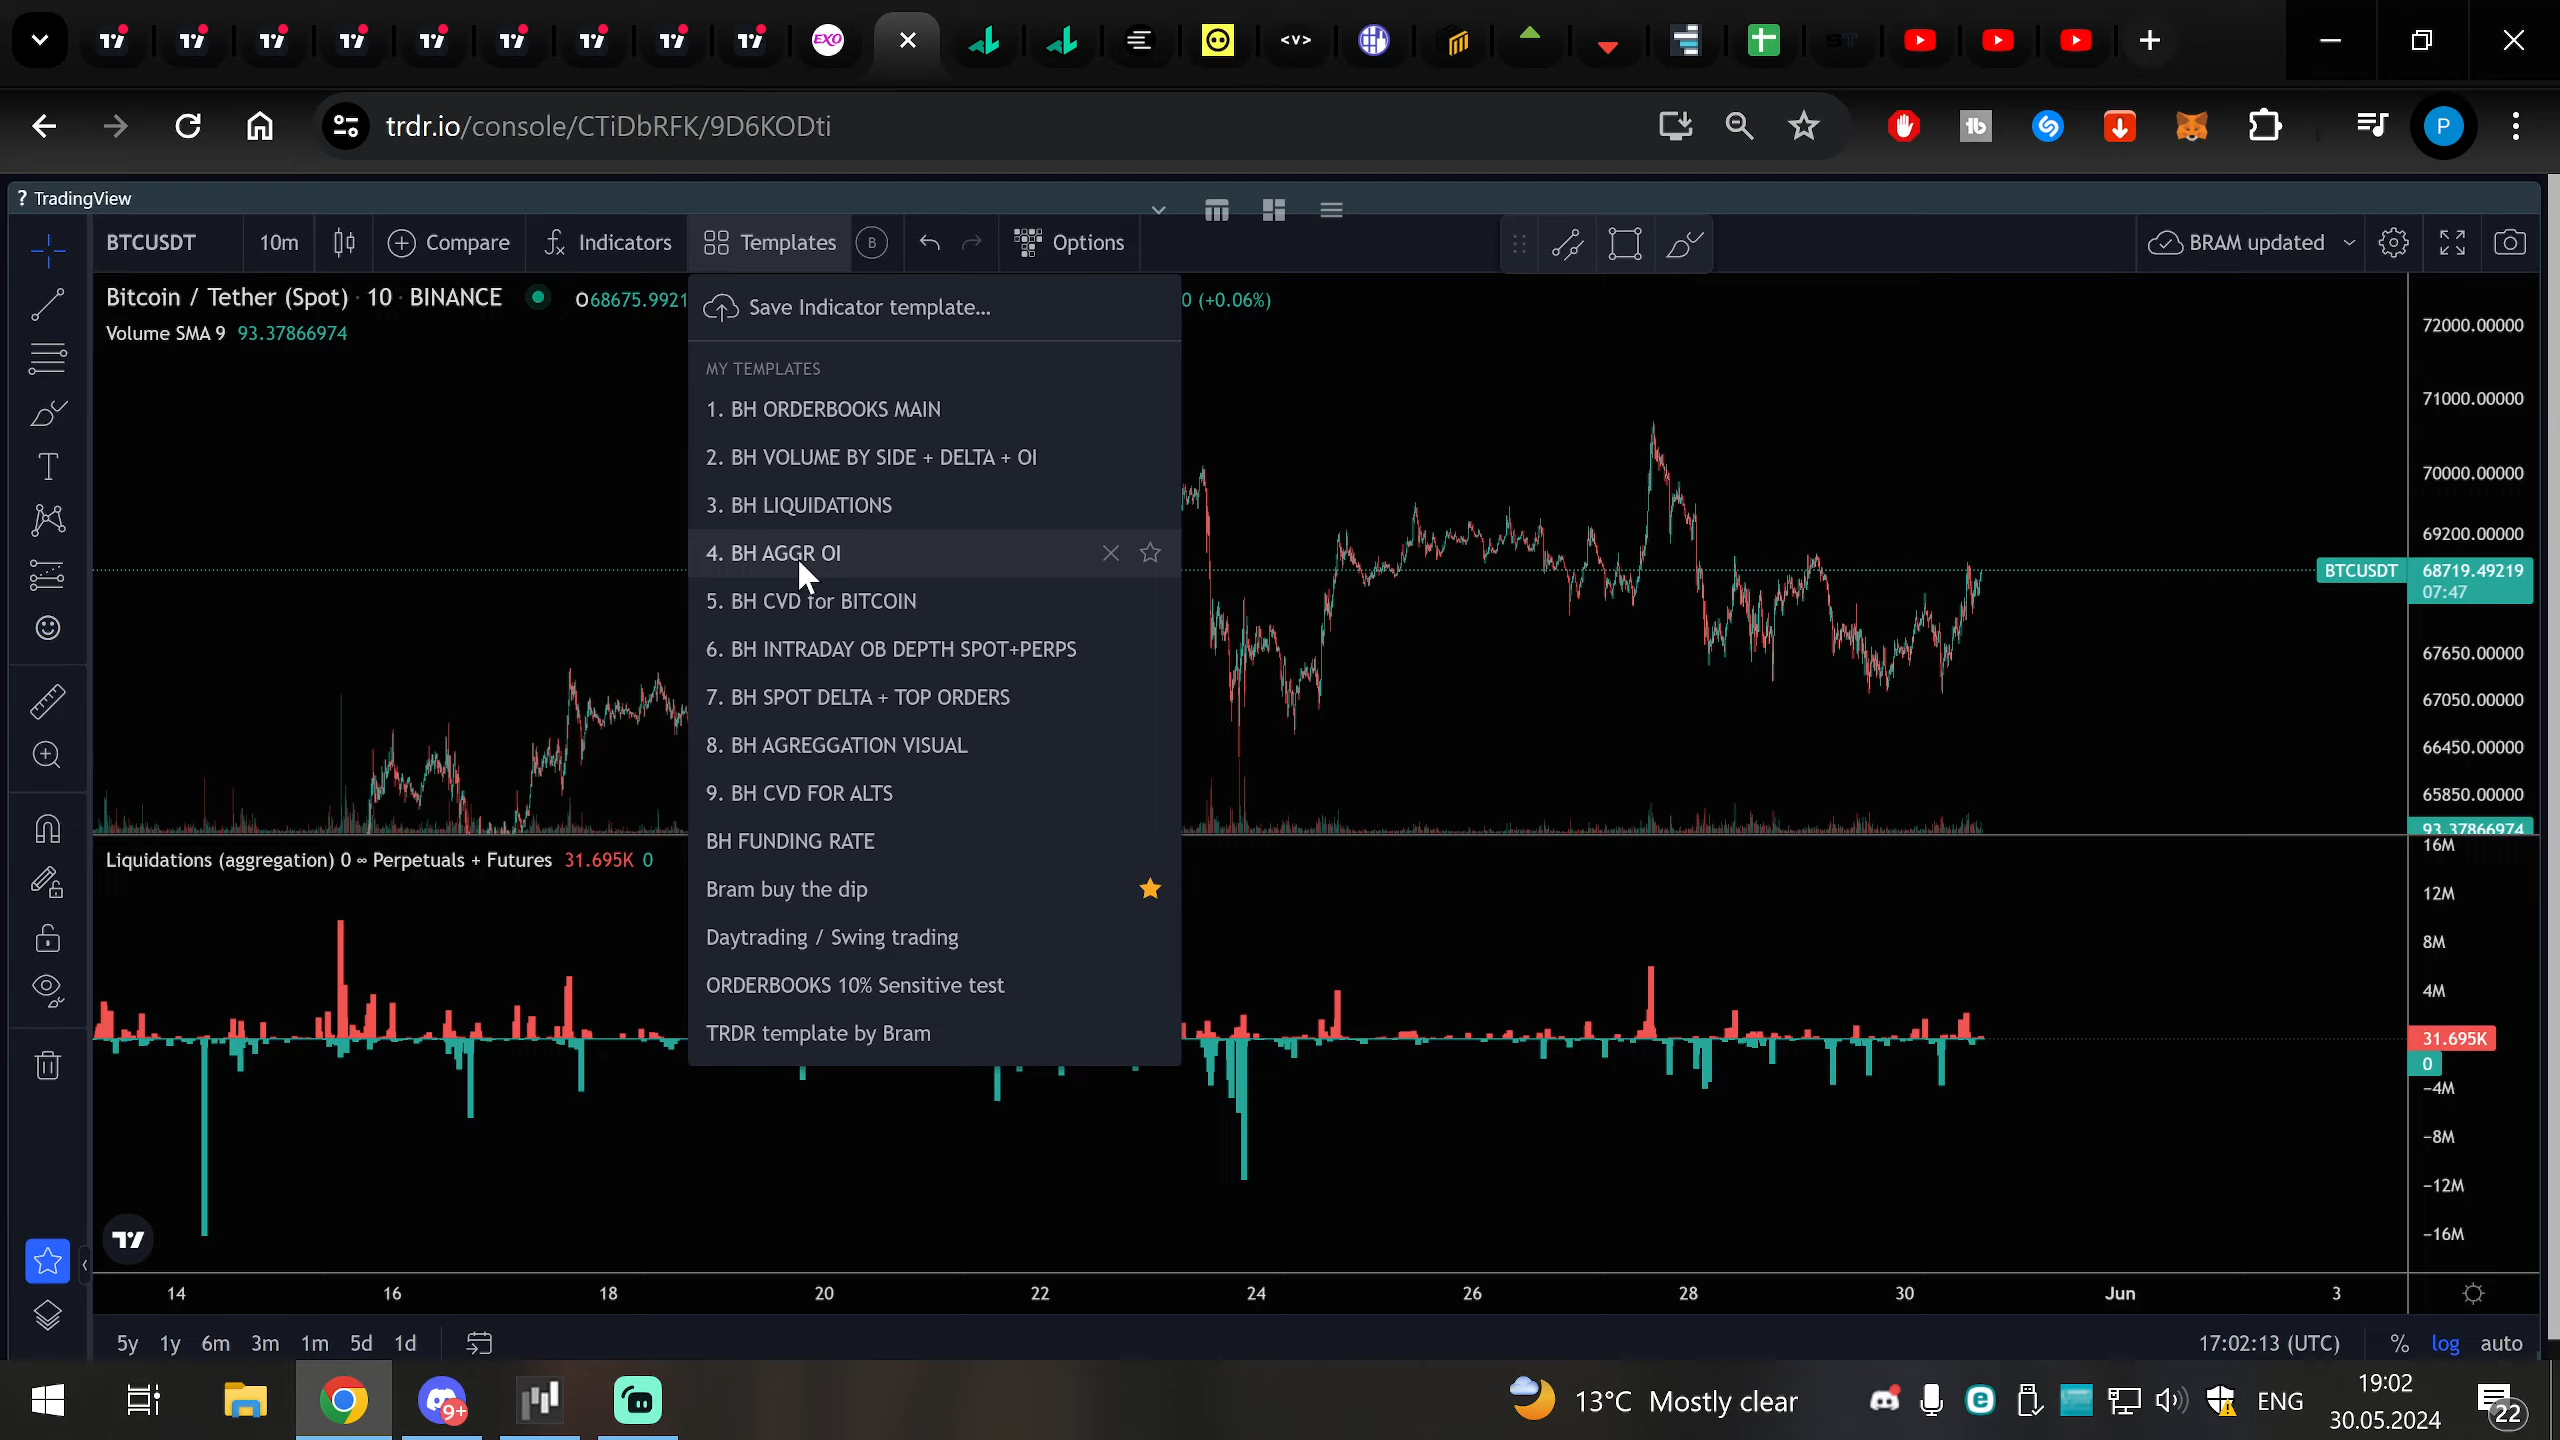 EXO
<v>
ST
trdr.io/console/CTiDbRFK/9D6KODti
tb
P
? TradingView
BTCUSDT
10m
Compare
Indicators
Templates
B
Options
BRAM updated
Bitcoin / Tether (Spot) · 10 · BINANCE
O68675.9921
0 (+0.06%)
Volume SMA 9 93.37866974
Save Indicator template...
MY TEMPLATES
1. BH ORDERBOOKS MAIN
2. BH VOLUME BY SIDE + DELTA + OI
3. BH LIQUIDATIONS
4. BH AGGR OI
5. BH CVD for BITCOIN
6. BH INTRADAY OB DEPTH SPOT+PERPS
7. BH SPOT DELTA + TOP ORDERS
8. BH AGREGGATION VISUAL
9. BH CVD FOR ALTS
BH FUNDING RATE
Bram buy the dip
Daytrading / Swing trading
ORDERBOOKS 10% Sensitive test
TRDR template by Bram
72000.00000
71000.00000
70000.00000
69200.00000
BTCUSDT 68719.49219
07:47
67650.00000
67050.00000
66450.00000
65850.00000
93.37866974
Liquidations (aggregation) 0 ∞ Perpetuals + Futures 31.695K 0
16M
12M
8M
4M
31.695K
0
−4M
−8M
−12M
−16M
14 16 18 20 22 24 26 28 30 Jun 3
5y 1y 6m 3m 1m 5d 1d
17:02:13 (UTC)
% log auto
9+
13°C Mostly clear
ENG
19:02
30.05.2024
22